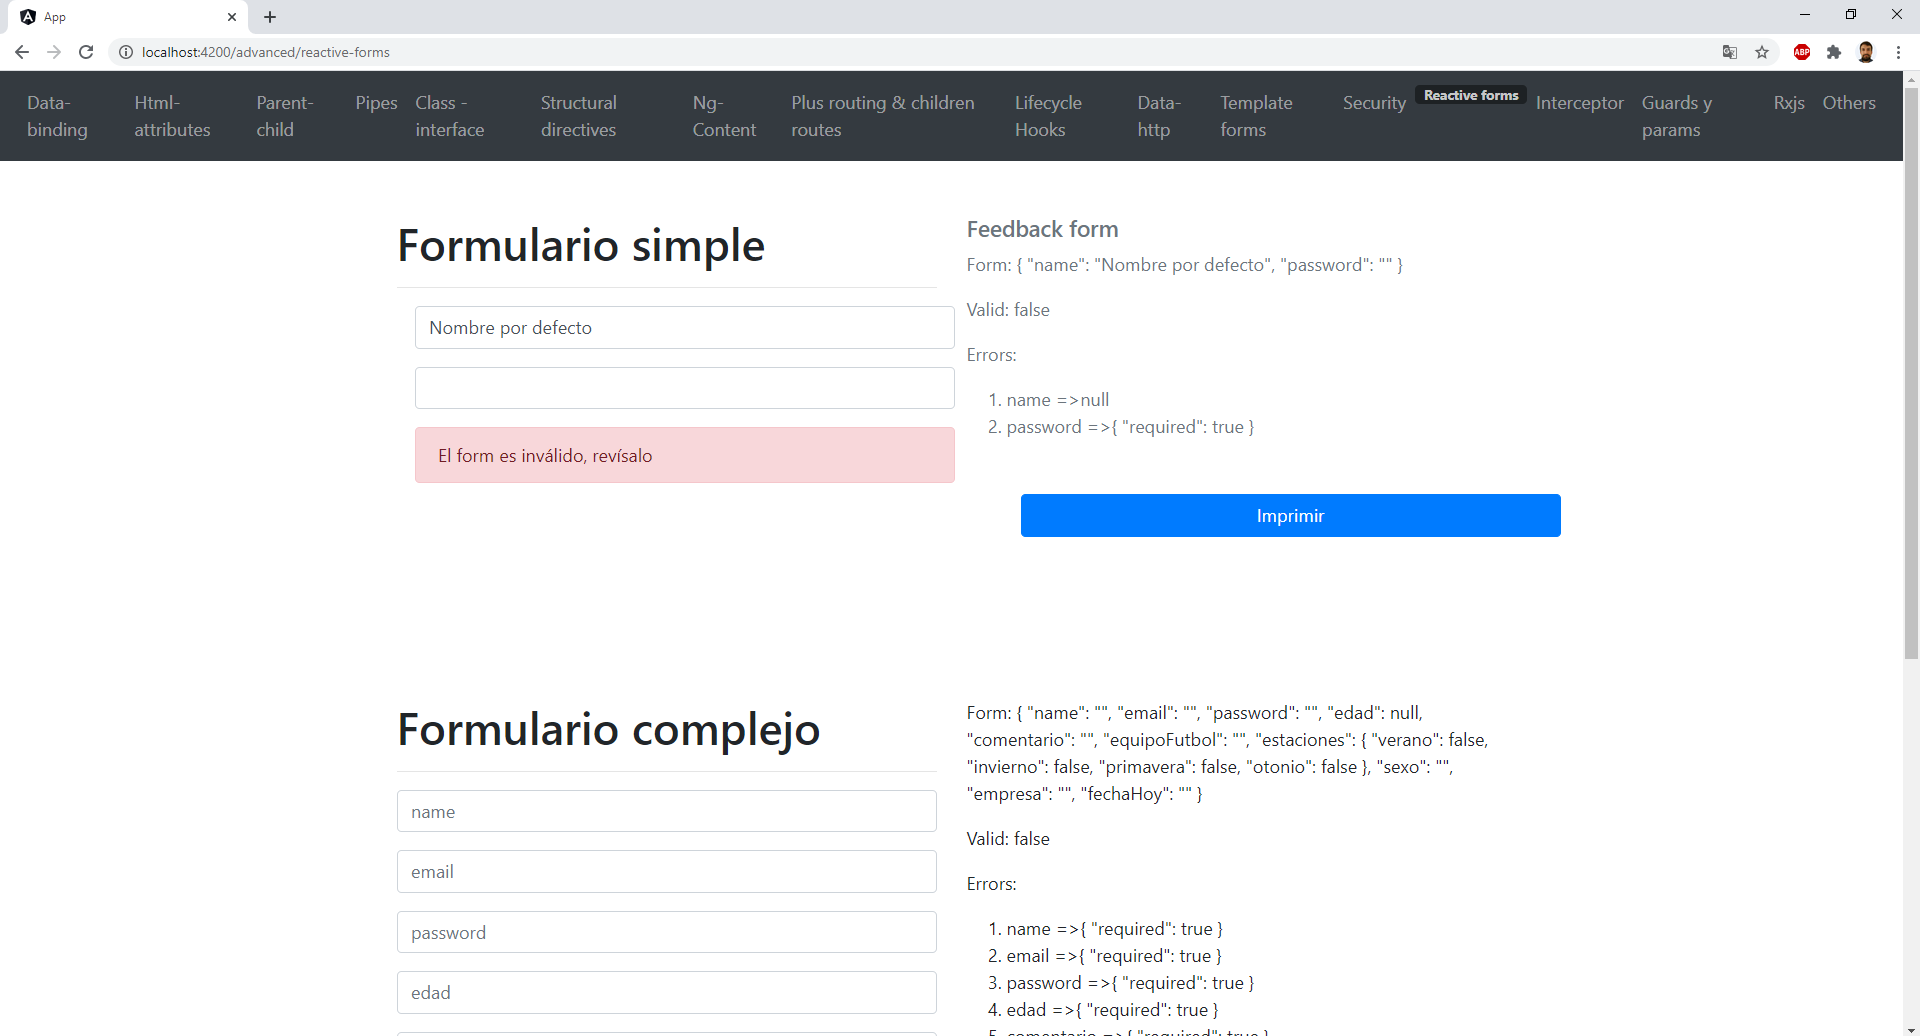 App
localhost:4200/advanced/reactive-forms
ABP
Data-
binding
Html-
attributes
Parent-
child
Pipes
Class -
interface
Structural
directives
Ng-
Content
Plus routing & children
routes
Lifecycle
Hooks
Data-
http
Template
forms
Security
Reactive forms
Interceptor
Guards y
params
Rxjs
Others
Formulario simple
Nombre por defecto
El form es inválido, revísalo
Feedback form
Form: { "name": "Nombre por defecto", "password": "" }
Valid: false
Errors:
1. name =>null
2. password =>{ "required": true }
Imprimir
Formulario complejo
name
email
password
edad
Form: { "name": "", "email": "", "password": "", "edad": null,
"comentario": "", "equipoFutbol": "", "estaciones": { "verano": false,
"invierno": false, "primavera": false, "otonio": false }, "sexo": "",
"empresa": "", "fechaHoy": "" }
Valid: false
Errors:
1. name =>{ "required": true }
2. email =>{ "required": true }
3. password =>{ "required": true }
4. edad =>{ "required": true }
5. comentario =>{ "required": true }